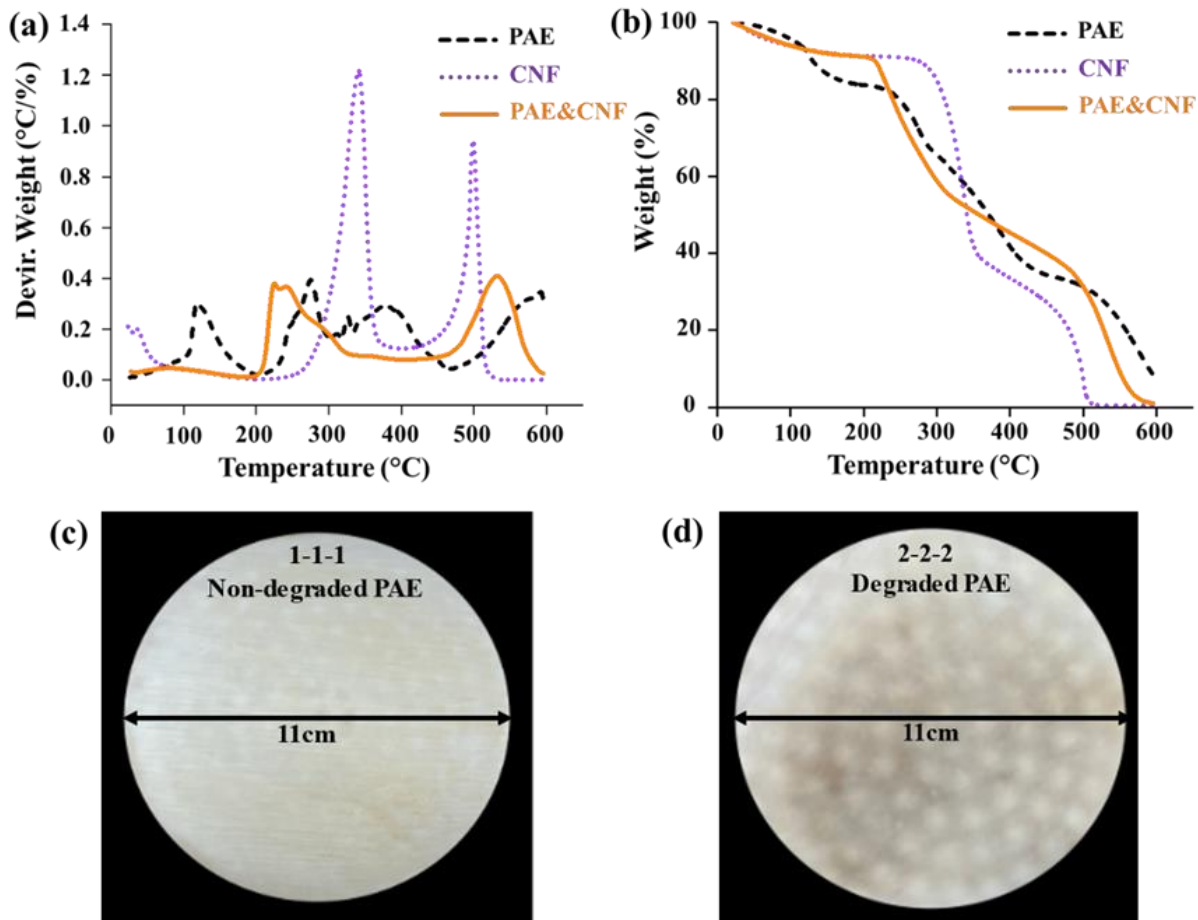 (a)
1.4
1.2
1.0
0.8
0.6
0.4
0.2
0.0
Devir. Weight (°C/%)
PAE
CNF
PAE&CNF
0 100 200 300 400 500 600
Temperature (°C)
(b)
100
80
60
40
20
0
Weight (%)
PAE
CNF
PAE&CNF
0 100 200 300 400 500 600
Temperature (°C)
(c)
1-1-1
Non-degraded PAE
11cm
(d)
2-2-2
Degraded PAE
11cm